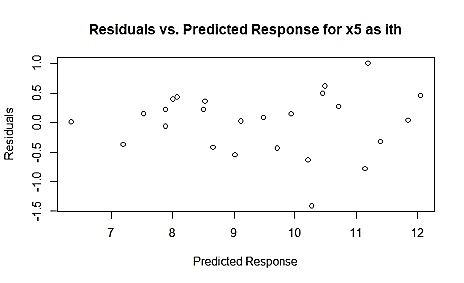 Residuals vs. Predicted Response for x5 as ith
Residuals
1.0
0.5
0.0
-0.5
-1.0
-1.5
7 8 9 10 11 12
Predicted Response